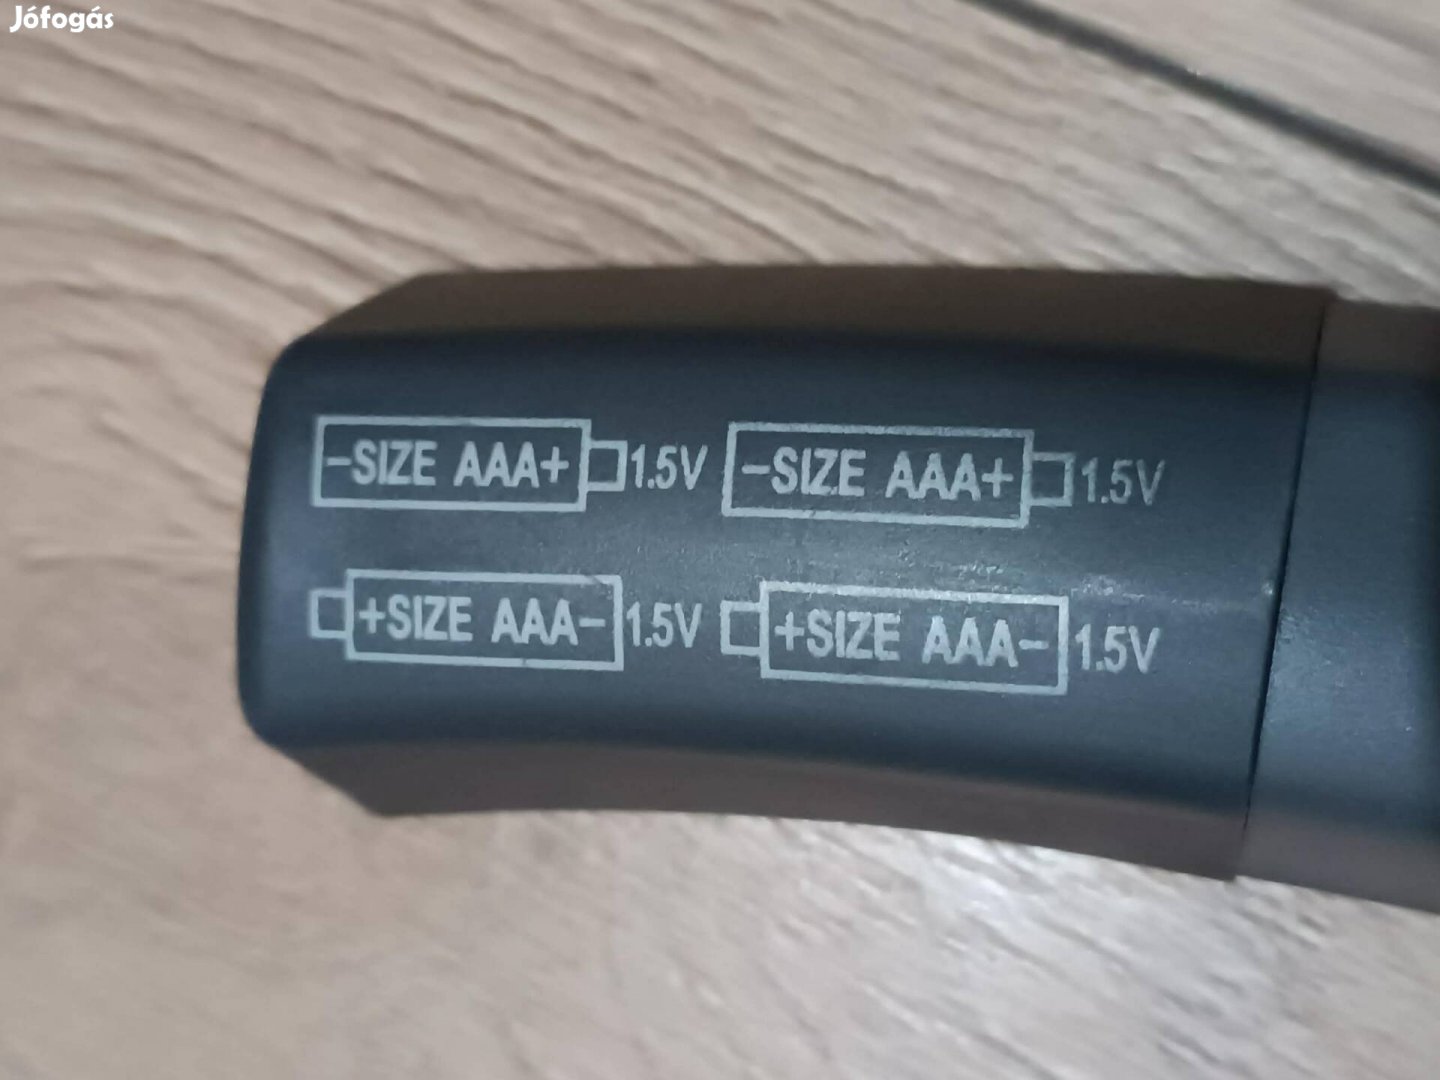 Jófogás
-SIZE AAA+ 1.5V -SIZE AAA+ 1.5V
+SIZE AAA- 1.5V +SIZE AAA- 1.5V